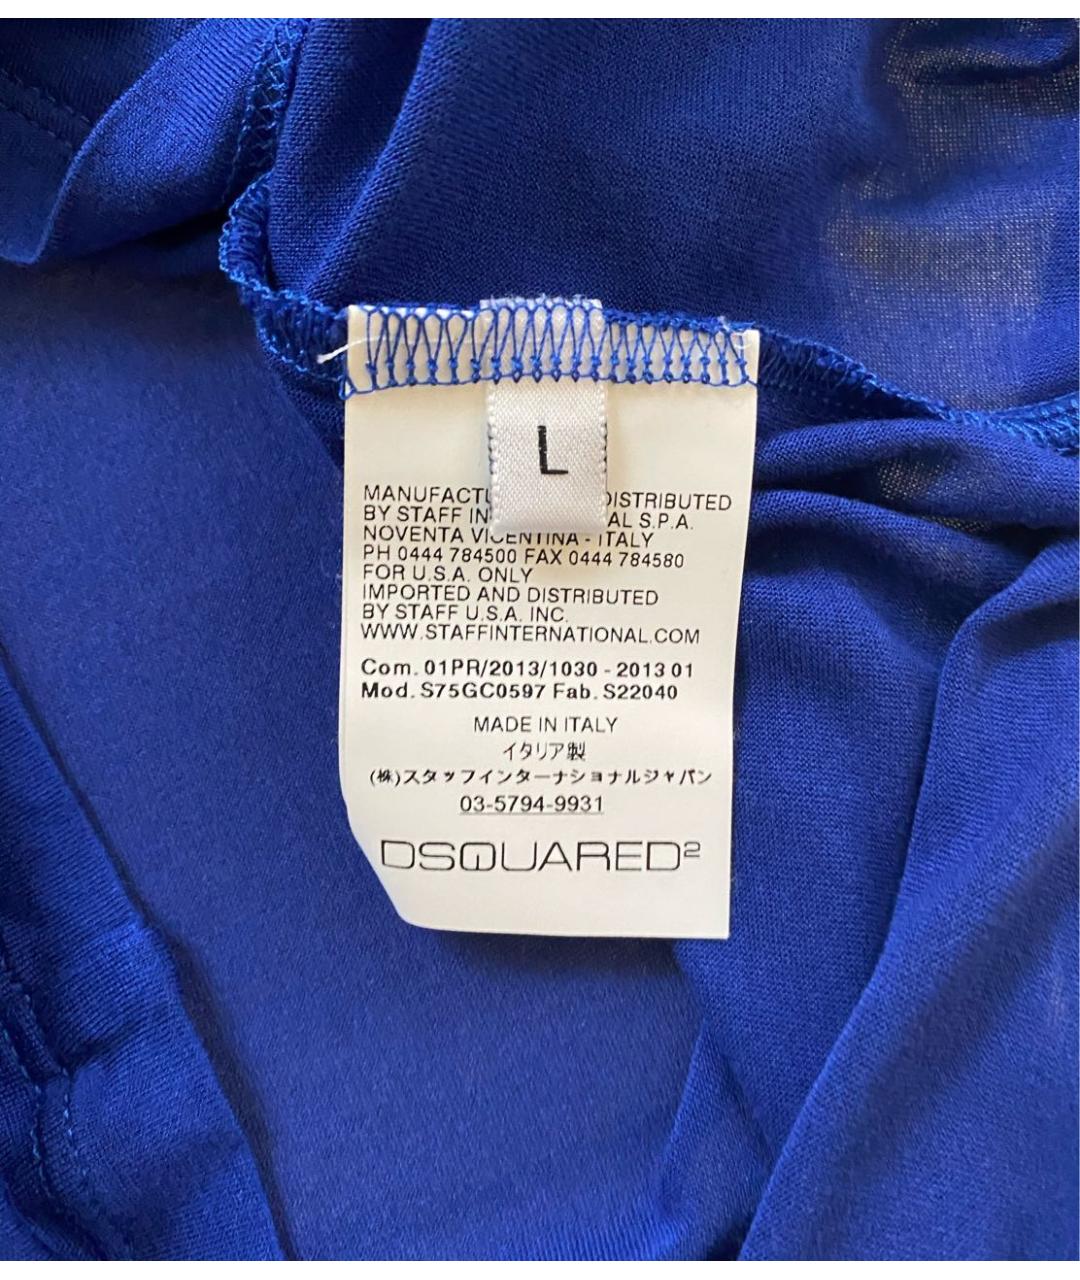 L
MANUFACTU DISTRIBUTED
BY STAFF IN AL S.P.A.
NOVENTA VICENTINA - ITALY
PH 0444 784500 FAX 0444 784580
FOR U.S.A. ONLY
IMPORTED AND DISTRIBUTED
BY STAFF U.S.A. INC.
WWW.STAFFINTERNATIONAL.COM
Com. 01PR/2013/1030 - 2013 01
Mod. S75GC0597 Fab. S22040
MADE IN ITALY
イタリア製
(株)スタッフインターナショナルジャパン
03-5794-9931
DSQUARED²